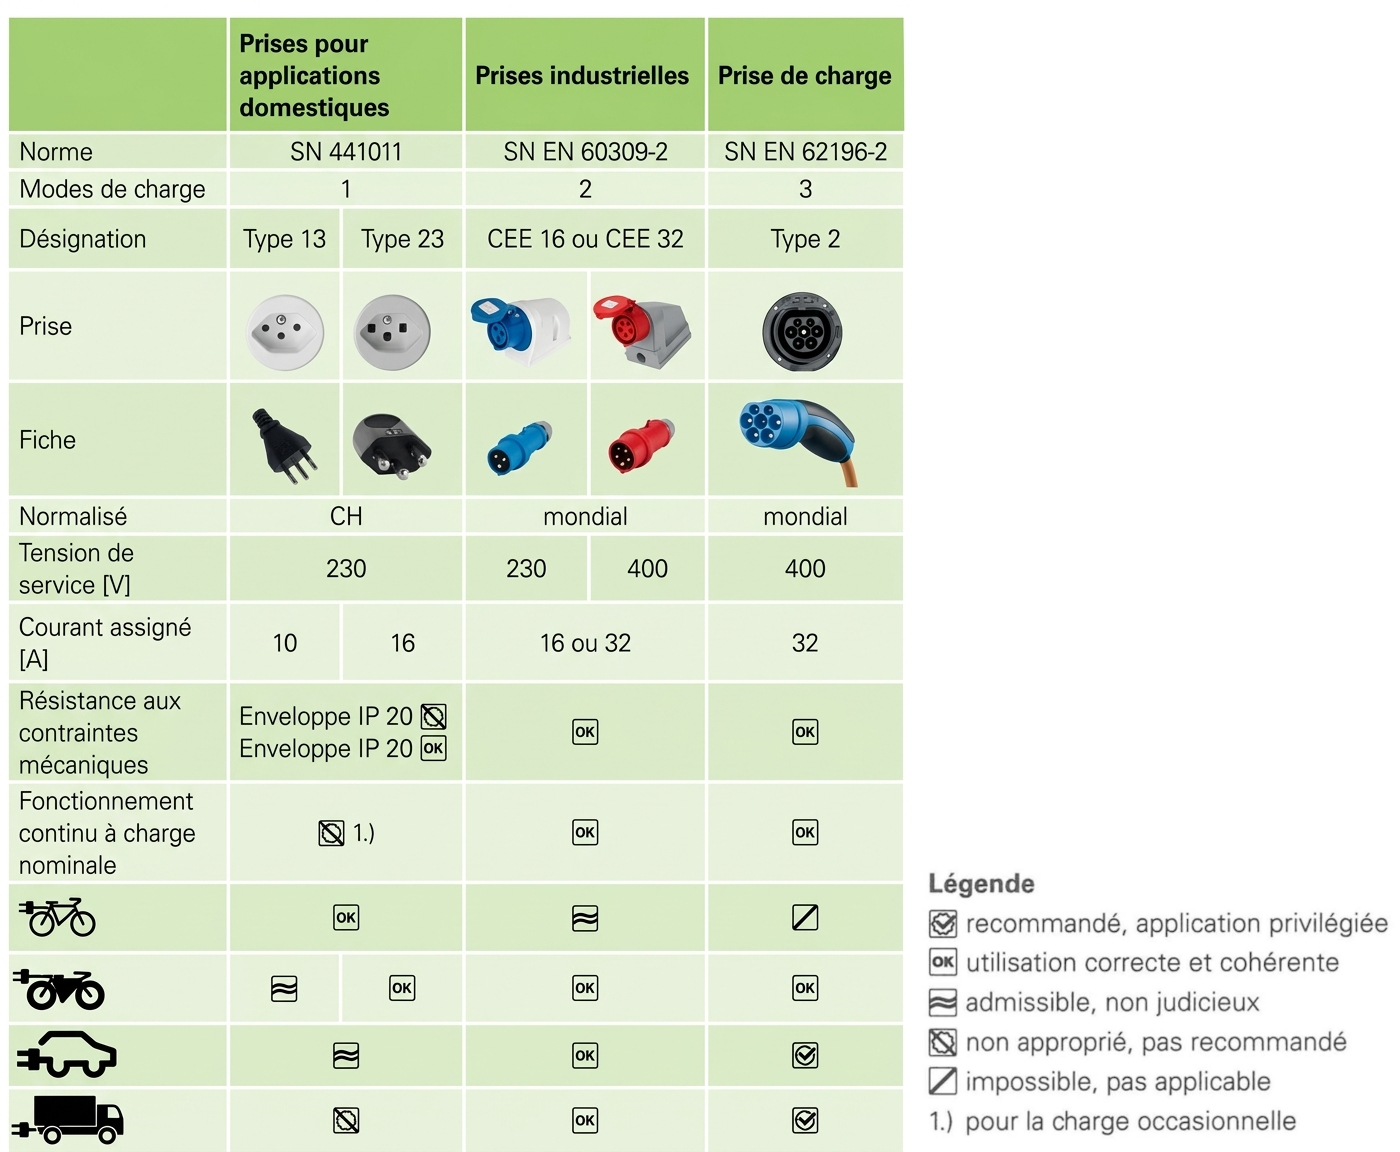 Prises pour
applications
domestiques
Prises industrielles
Prise de charge
Norme
SN 441011
SN EN 60309-2
SN EN 62196-2
Modes de charge
1
2
3
Désignation
Type 13
Type 23
CEE 16 ou CEE 32
Type 2
Prise
Fiche
Normalisé
CH
mondial
mondial
Tension de
service [V]
230
230
400
400
Courant assigné
[A]
10
16
16 ou 32
32
Résistance aux
contraintes
mécaniques
Enveloppe IP 20
Enveloppe IP 20 OK
OK
OK
Fonctionnement
continu à charge
nominale
1.)
OK
OK
OK
OK
OK
OK
OK
OK
Légende
recommandé, application privilégiée
OK utilisation correcte et cohérente
admissible, non judicieux
non approprié, pas recommandé
impossible, pas applicable
1.) pour la charge occasionnelle